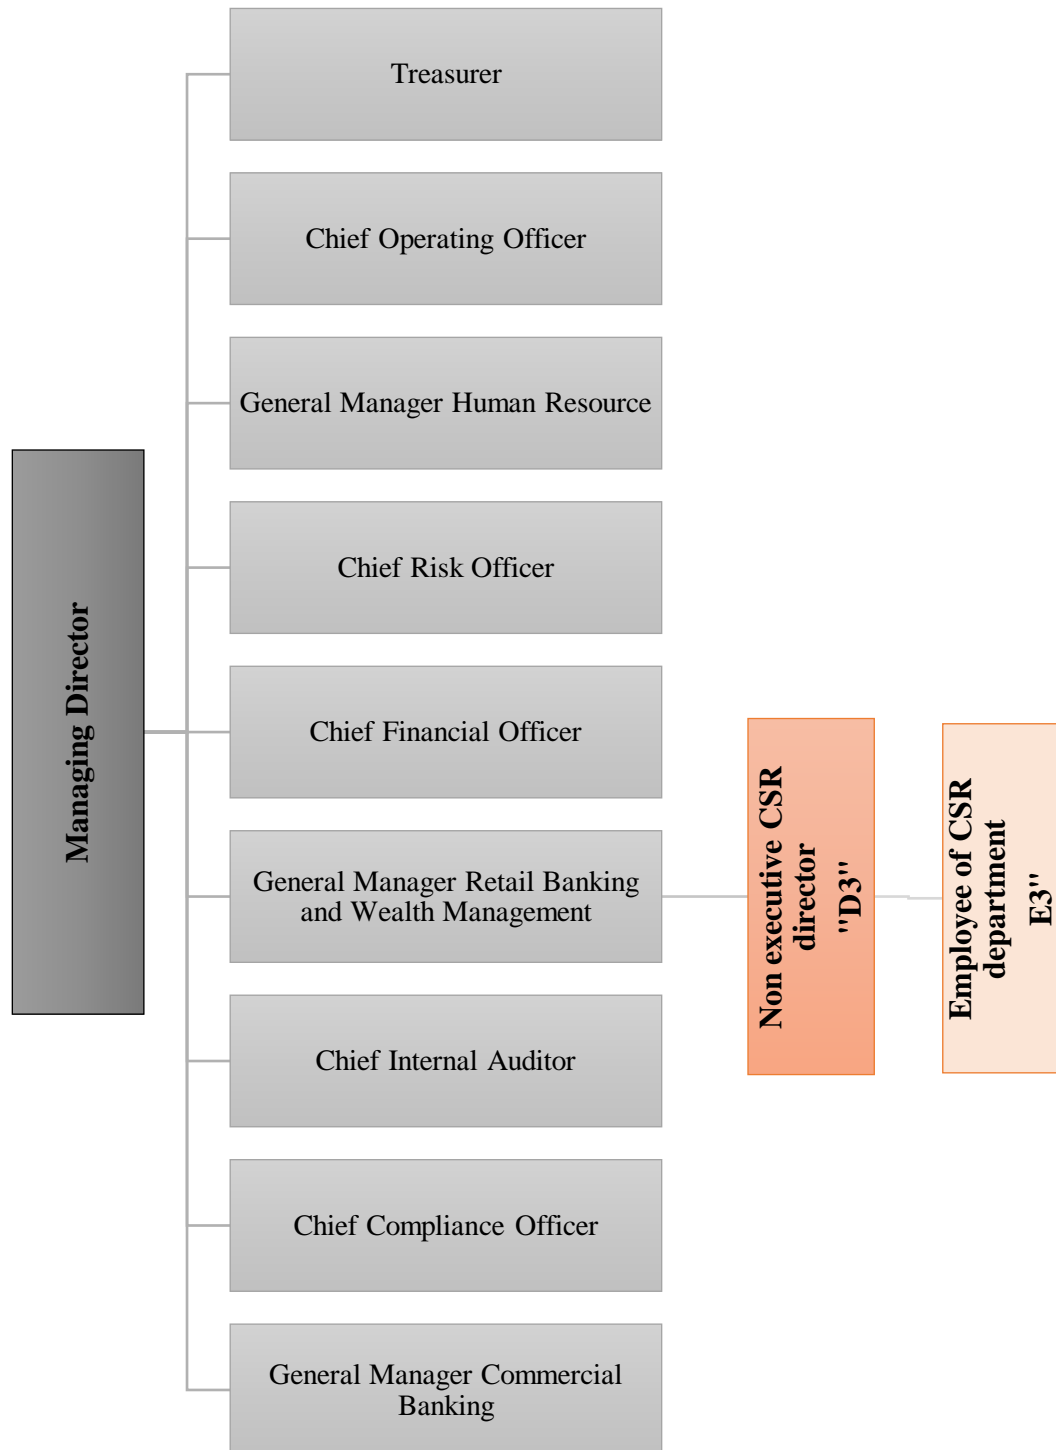 Managing Director
Treasurer
Chief Operating Officer
General Manager Human Resource
Chief Risk Officer
Chief Financial Officer
General Manager Retail Banking
and Wealth Management
Chief Internal Auditor
Chief Compliance Officer
General Manager Commercial
Banking
Non executive CSR
director
"D3"
Employee of CSR
department
E3"